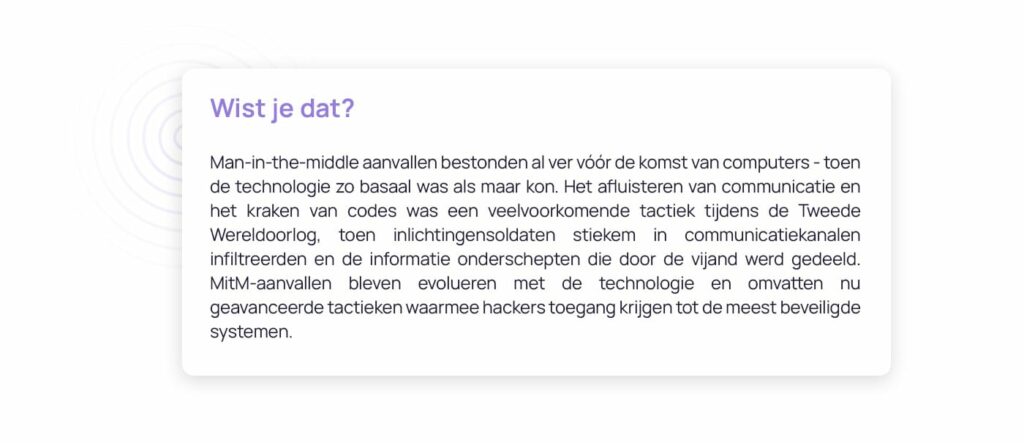 Wist je dat?
Man-in-the-middle aanvallen bestonden al ver vóór de komst van computers - toen
de technologie zo basaal was als maar kon. Het afluisteren van communicatie en
het kraken van codes was een veelvoorkomende tactiek tijdens de Tweede
Wereldoorlog, toen inlichtingensoldaten stiekem in communicatiekanalen
infiltreerden en de informatie onderschepten die door de vijand werd gedeeld.
MitM-aanvallen bleven evolueren met de technologie en omvatten nu
geavanceerde tactieken waarmee hackers toegang krijgen tot de meest beveiligde
systemen.